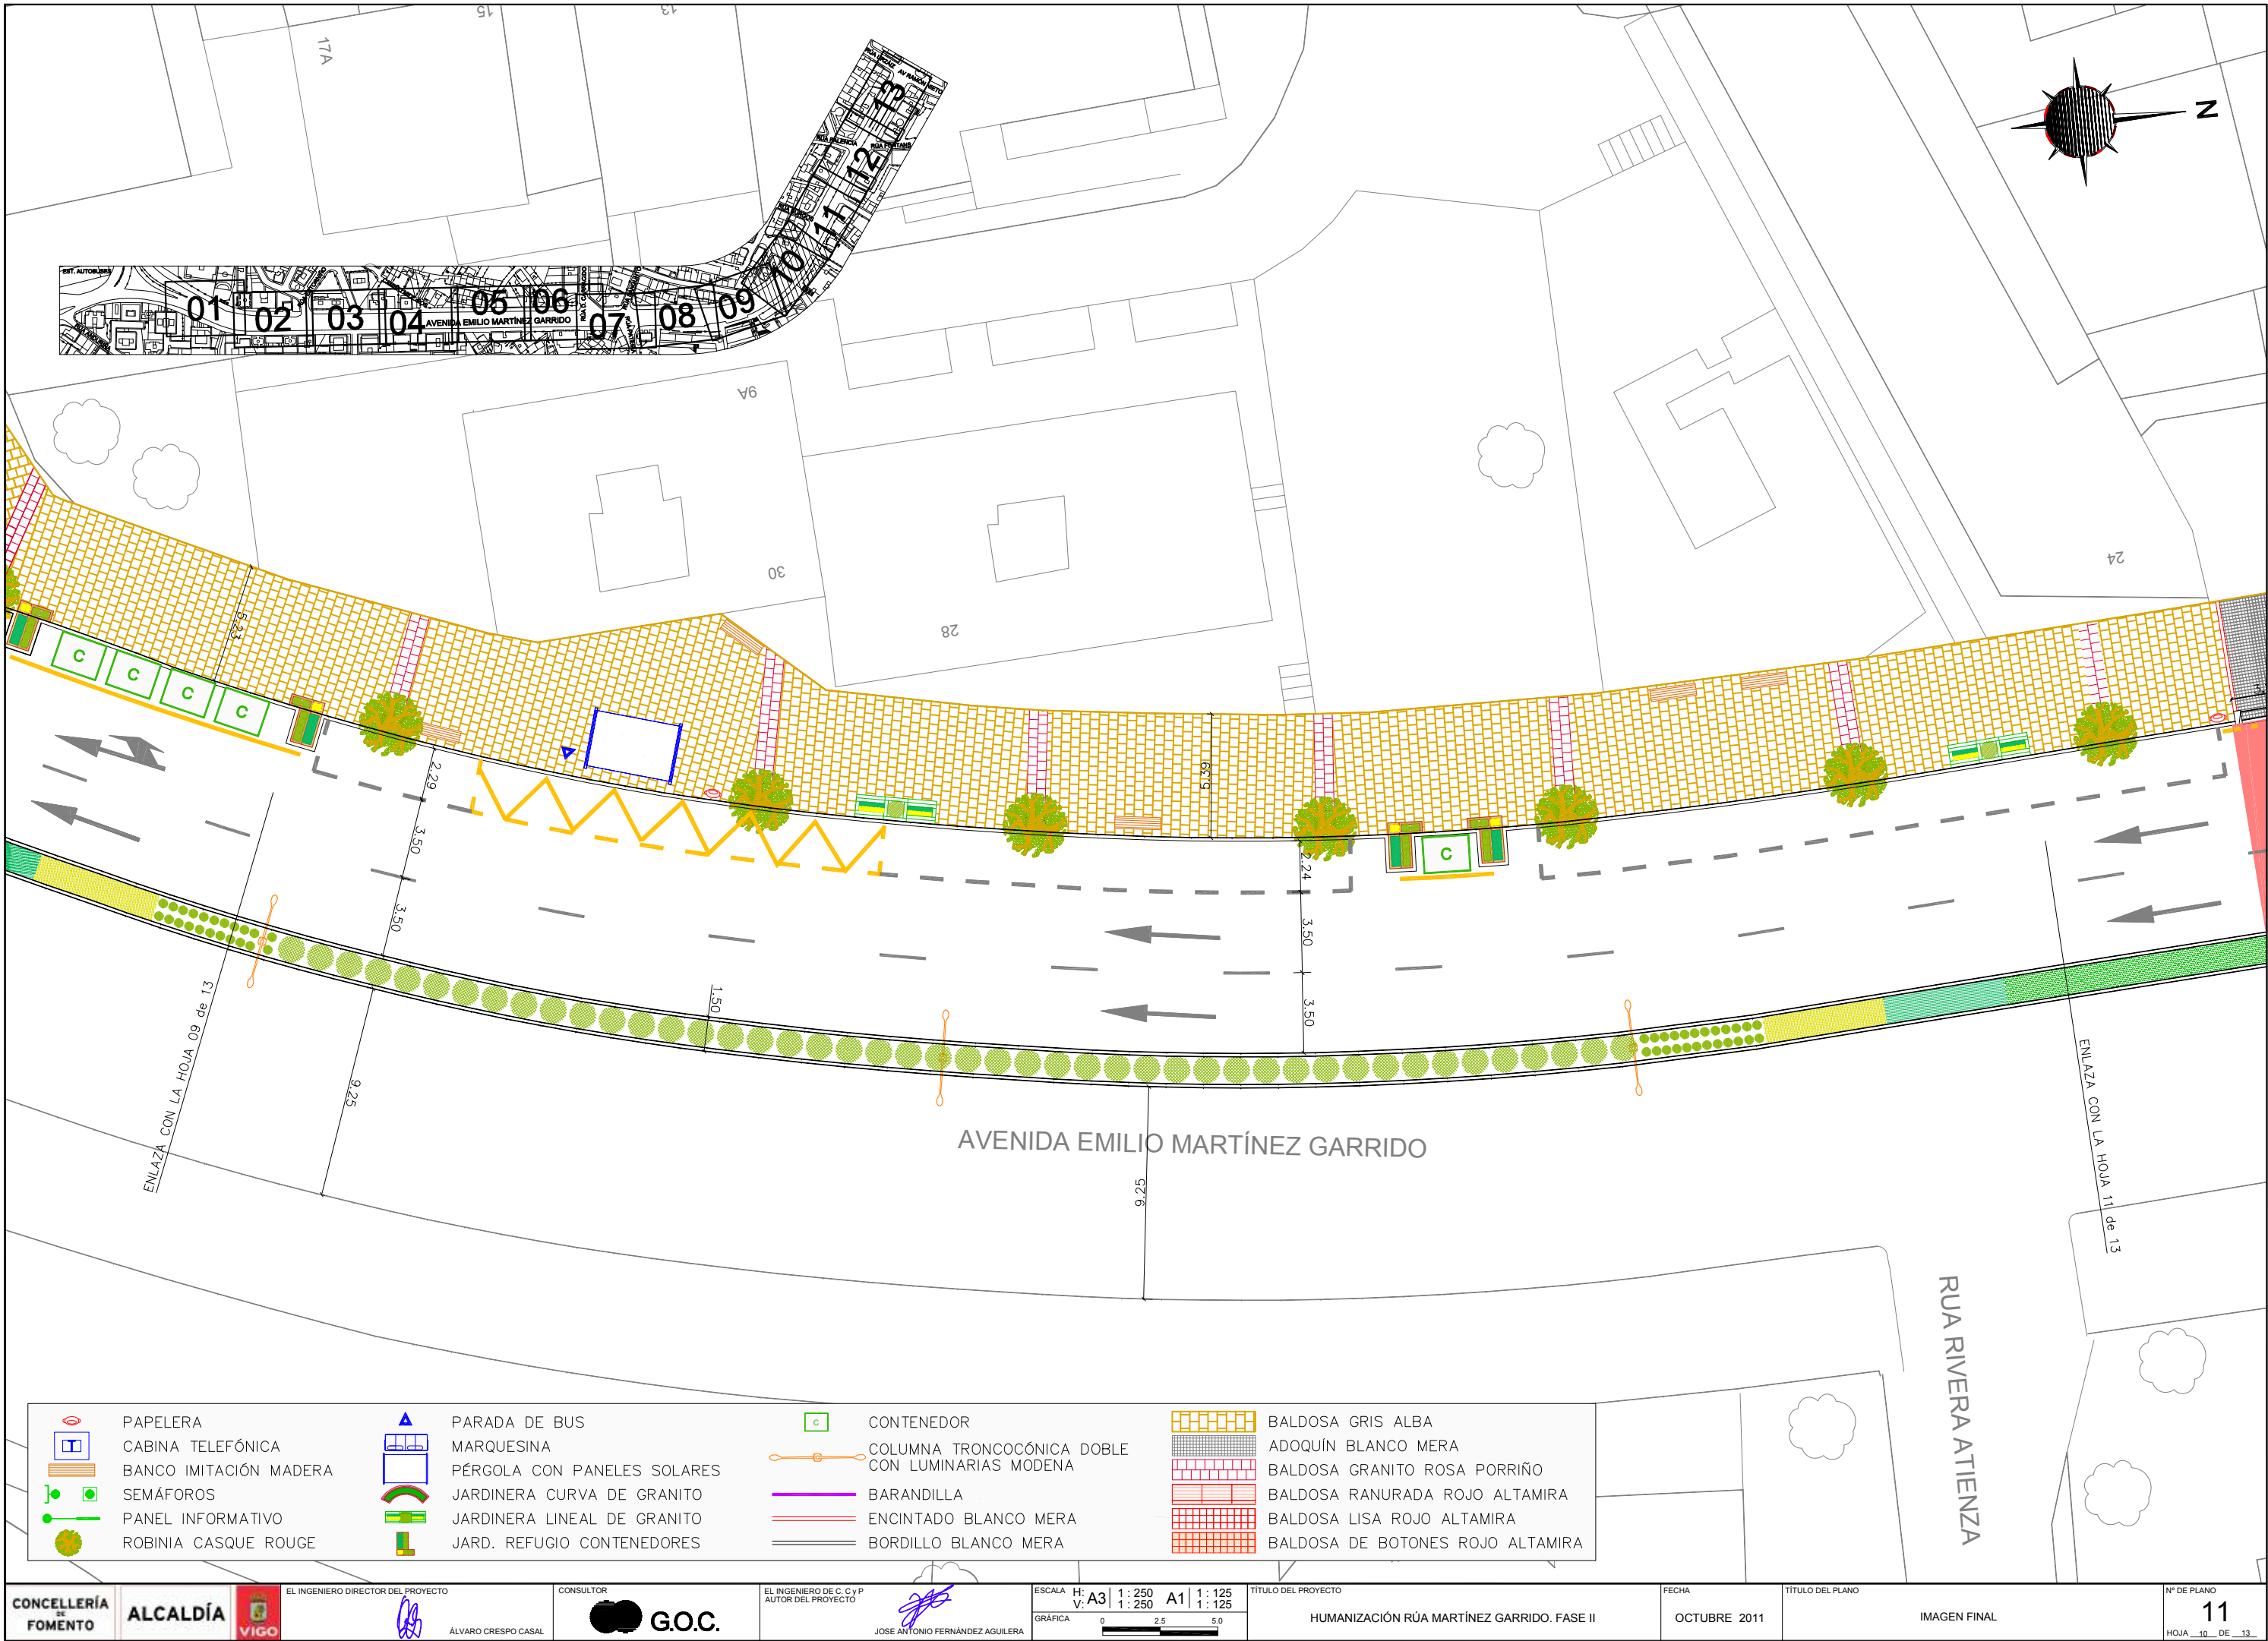 15
13
17A
N
RÚA URZÁIZ
AV RAMÓN NIETO
13
RÚA PALENCIA
12
RÚA BURGOS
11
10
EST. AUTOBUSES
01
02
03
04
05
06
07
08
09
AVENIDA EMILIO MARTÍNEZ GARRIDO
9A
30
28
24
5.23
C
C
C
C
C
2.29
3.50
3.50
9.25
1.50
5.39
2.24
3.50
3.50
9.25
ENLAZA CON LA HOJA 09 de 13
ENLAZA CON LA HOJA 11 de 13
AVENIDA EMILIO MARTÍNEZ GARRIDO
RUA RIVERA ATIENZA
PAPELERA
T CABINA TELEFÓNICA
BANCO IMITACIÓN MADERA
SEMÁFOROS
PANEL INFORMATIVO
ROBINIA CASQUE ROUGE
PARADA DE BUS
MARQUESINA
PÉRGOLA CON PANELES SOLARES
JARDINERA CURVA DE GRANITO
JARDINERA LINEAL DE GRANITO
JARD. REFUGIO CONTENEDORES
C CONTENEDOR
COLUMNA TRONCOCÓNICA DOBLE
CON LUMINARIAS MODENA
BARANDILLA
ENCINTADO BLANCO MERA
BORDILLO BLANCO MERA
BALDOSA GRIS ALBA
ADOQUÍN BLANCO MERA
BALDOSA GRANITO ROSA PORRIÑO
BALDOSA RANURADA ROJO ALTAMIRA
BALDOSA LISA ROJO ALTAMIRA
BALDOSA DE BOTONES ROJO ALTAMIRA
CONCELLERÍA
DE
FOMENTO
ALCALDÍA
VIGO
EL INGENIERO DIRECTOR DEL PROYECTO
ÁLVARO CRESPO CASAL
CONSULTOR
G.O.C.
EL INGENIERO DE C. C y P
AUTOR DEL PROYECTO
JOSE ANTONIO FERNÁNDEZ AGUILERA
ESCALA H: A3 1 : 250 A1 1 : 125
V: 1 : 250 1 : 125
GRÁFICA 0 2.5 5.0
TÍTULO DEL PROYECTO
HUMANIZACIÓN RÚA MARTÍNEZ GARRIDO. FASE II
FECHA
OCTUBRE 2011
TÍTULO DEL PLANO
IMAGEN FINAL
Nº DE PLANO
11
HOJA 10 DE 13